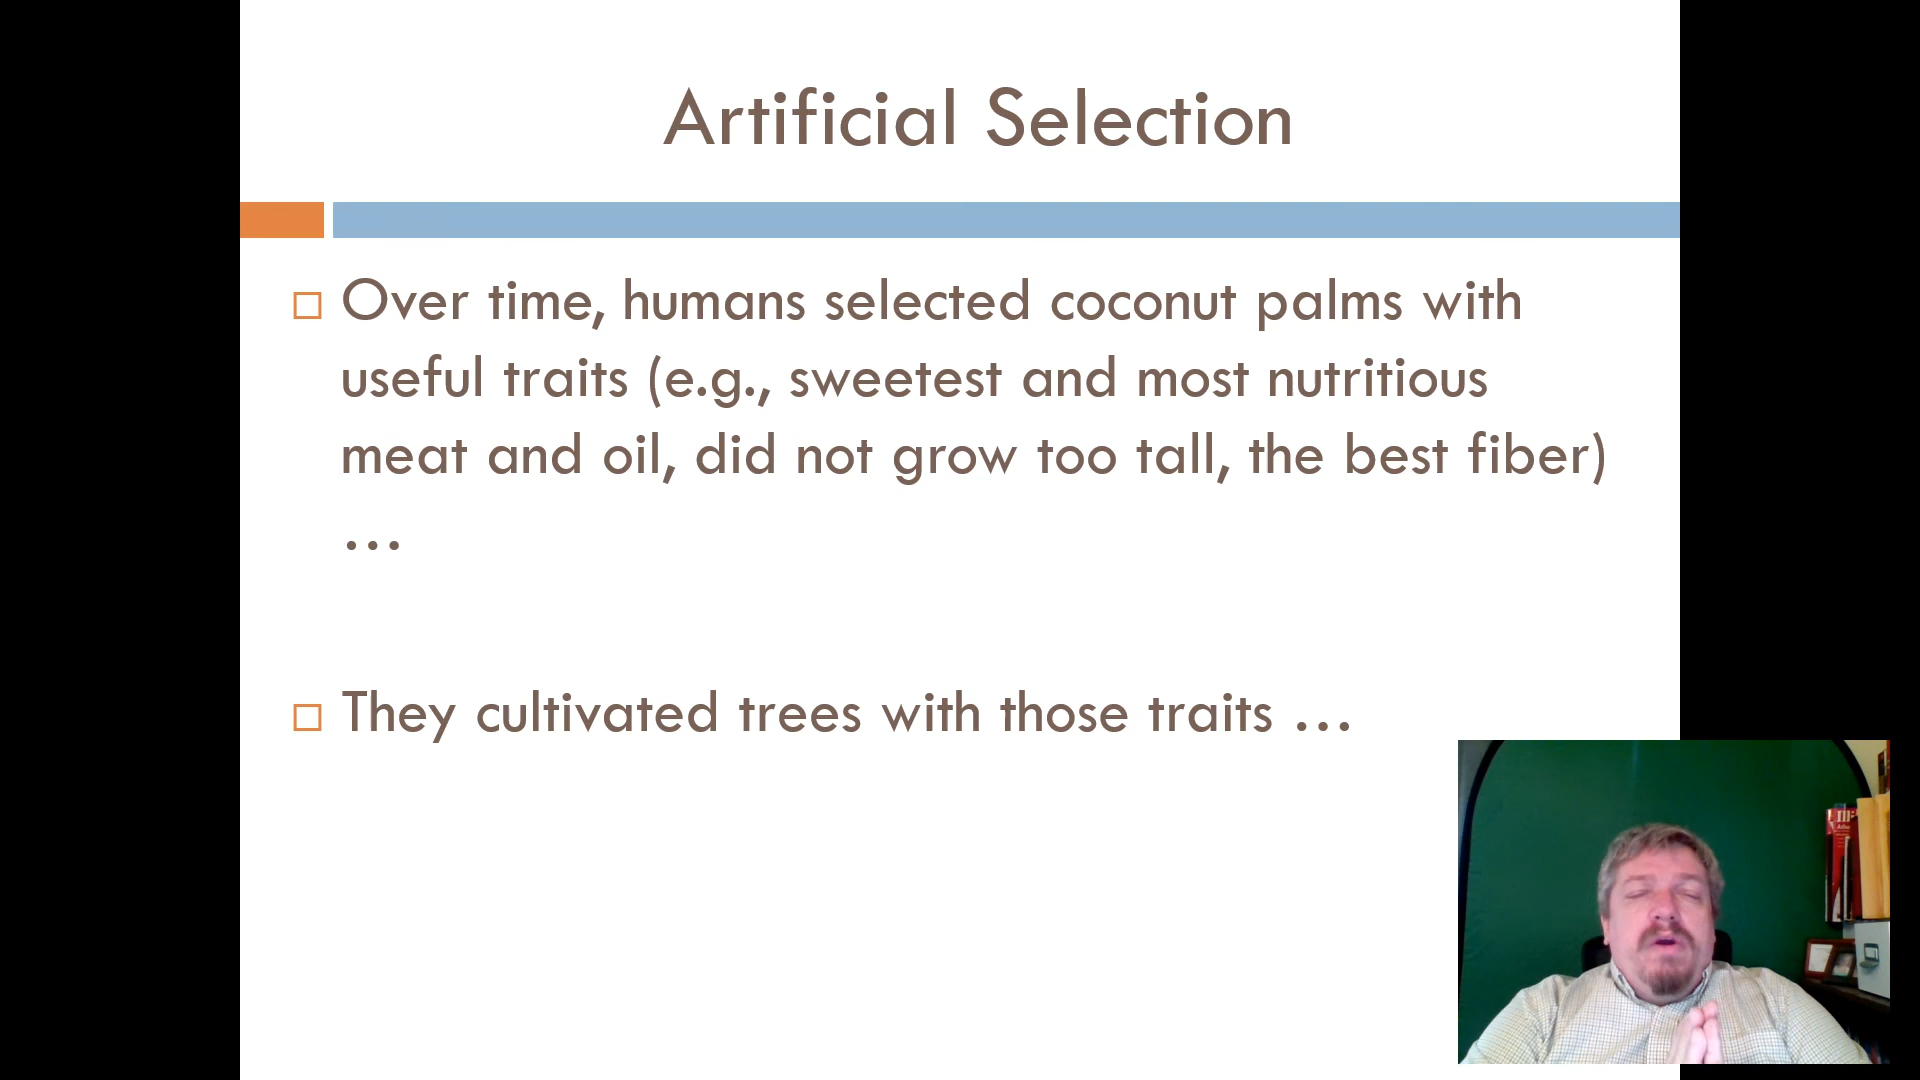 Artificial Selection
Over time, humans selected coconut palms with
useful traits (e.g., sweetest and most nutritious
meat and oil, did not grow too tall, the best fiber)
…
They cultivated trees with those traits …